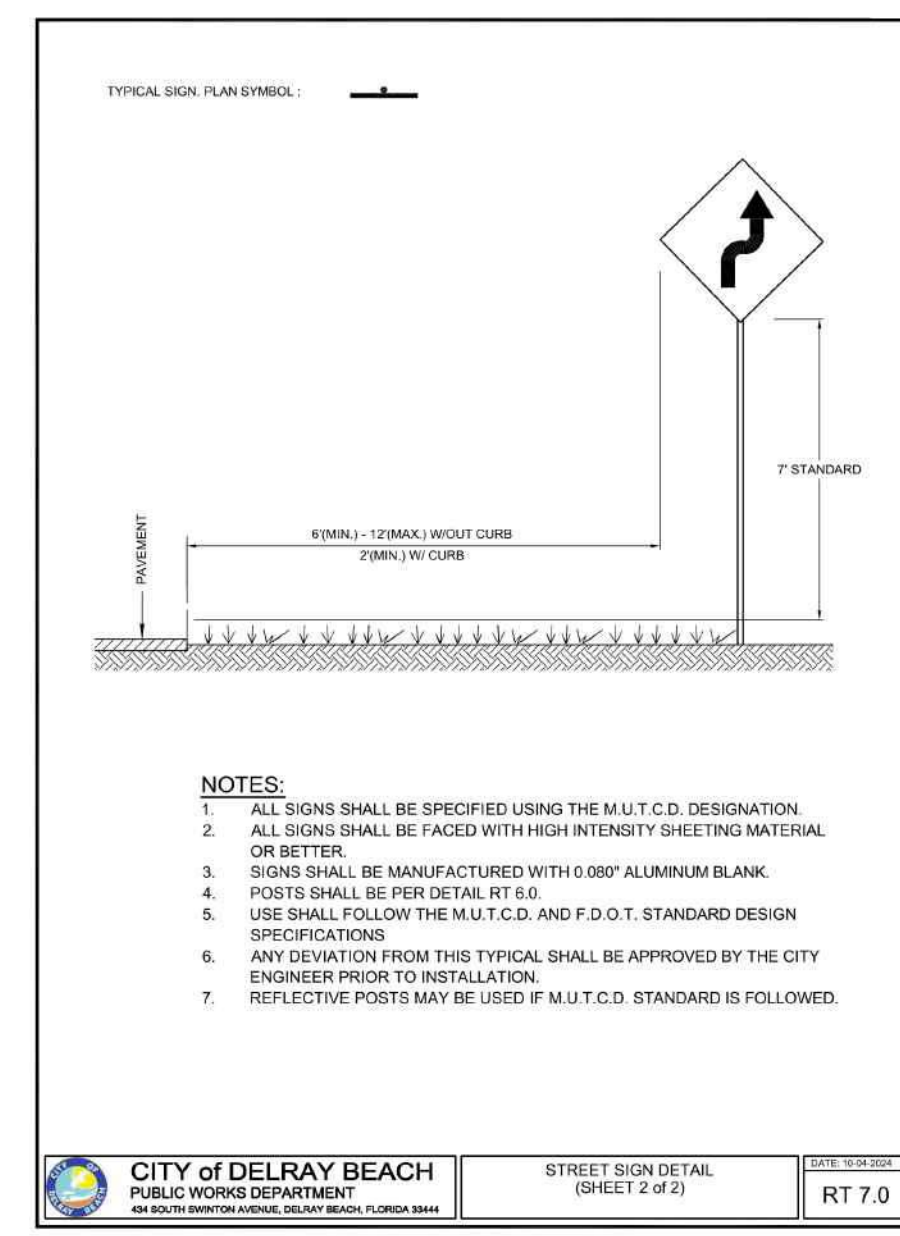 TYPICAL SIGN. PLAN SYMBOL :
7' STANDARD
6'(MIN.) - 12'(MAX.) W/OUT CURB
2'(MIN.) W/ CURB
PAVEMENT
NOTES:
1. ALL SIGNS SHALL BE SPECIFIED USING THE M.U.T.C.D. DESIGNATION.
2. ALL SIGNS SHALL BE FACED WITH HIGH INTENSITY SHEETING MATERIAL
OR BETTER.
3. SIGNS SHALL BE MANUFACTURED WITH 0.080" ALUMINUM BLANK.
4. POSTS SHALL BE PER DETAIL RT 6.0.
5. USE SHALL FOLLOW THE M.U.T.C.D. AND F.D.O.T. STANDARD DESIGN
SPECIFICATIONS
6. ANY DEVIATION FROM THIS TYPICAL SHALL BE APPROVED BY THE CITY
ENGINEER PRIOR TO INSTALLATION.
7. REFLECTIVE POSTS MAY BE USED IF M.U.T.C.D. STANDARD IS FOLLOWED.
CITY OF DELRAY BEACH
CITY of DELRAY BEACH
PUBLIC WORKS DEPARTMENT
434 SOUTH SWINTON AVENUE, DELRAY BEACH, FLORIDA 33444
STREET SIGN DETAIL
(SHEET 2 of 2)
DATE: 10-04-2024
RT 7.0